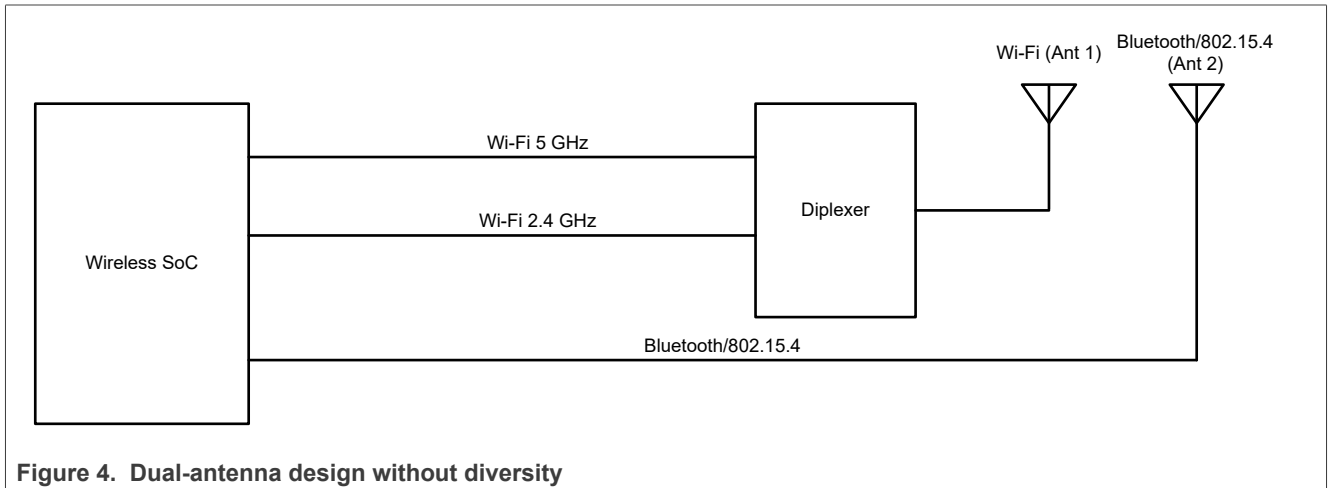 Wi-Fi (Ant 1)
Bluetooth/802.15.4
(Ant 2)
Wi-Fi 5 GHz
Wi-Fi 2.4 GHz
Diplexer
Wireless SoC
Bluetooth/802.15.4
Figure 4. Dual-antenna design without diversity